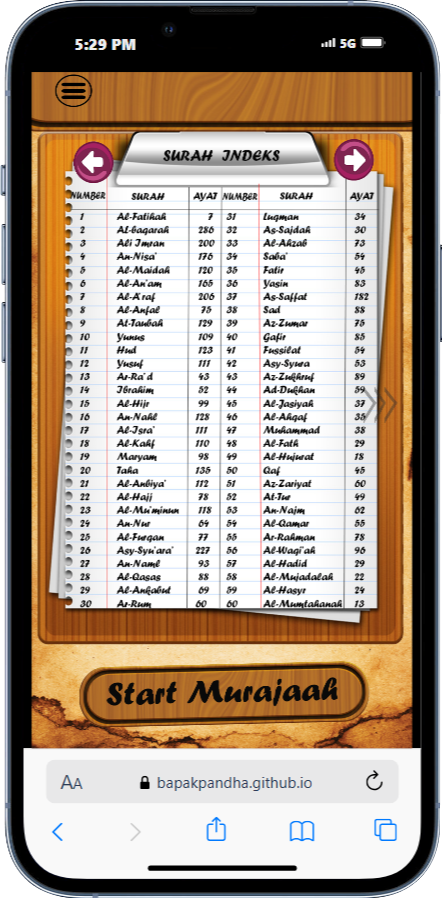 5:29 PM 5G
SURAH INDEKS
NUMBER SURAH AYAT NUMBER SURAH AYAT
1 Al-Fatihah 7 31 Luqman 34
2 Al-baqarah 286 32 As-Sajdah 30
3 Ali Imran 200 33 Al-Ahzab 73
4 An-Nisa' 176 34 Saba' 54
5 Al-Maidah 120 35 Fatir 45
6 Al-An'am 165 36 Yasin 83
7 Al-A'raf 206 37 As-Saffat 182
8 Al-Anfal 75 38 Sad 88
9 At-Taubah 129 39 Az-Zumar 75
10 Yunus 109 40 Gafir 85
11 Hud 123 41 Fussilat 54
12 Yusuf 111 42 Asy-Syura 53
13 Ar-Ra'd 43 43 Az-Zukhruf 89
14 Ibrahim 52 44 Ad-Dukhan 59
15 Al-Hijr 99 45 Al-Jasiyah 37
16 An-Nahl 128 46 Al-Ahqaf 35
17 Al-Isra' 111 47 Muhammad 38
18 Al-Kahf 110 48 Al-Fath 29
19 Maryam 98 49 Al-Hujurat 18
20 Taha 135 50 Qaf 45
21 Al-Anbiya' 112 51 Az-Zariyat 60
22 Al-Hajj 78 52 At-Tur 49
23 Al-Mu'minun 118 53 An-Najm 62
24 An-Nur 64 54 Al-Qamar 55
25 Al-Furqan 77 55 Ar-Rahman 78
26 Asy-Syu'ara' 227 56 Al-Waqi'ah 96
27 An-Naml 93 57 Al-Hadid 29
28 Al-Qasas 88 58 Al-Mujadalah 22
29 Al-Ankabut 69 59 Al-Hasyr 24
30 Ar-Rum 60 60 Al-Mumtahanah 13
Start Murajaah
AA bapakpandha.github.io